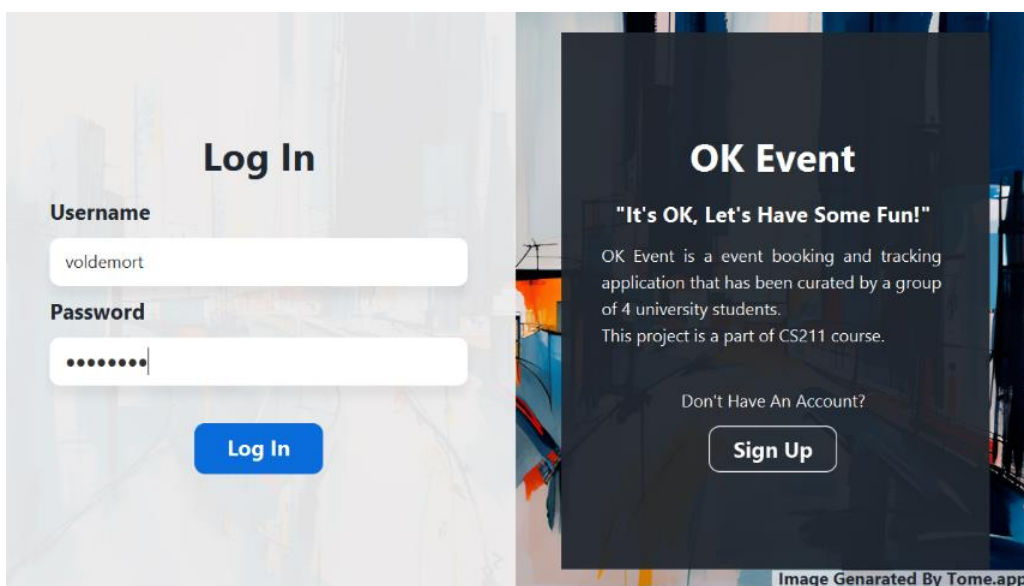 Log In
Username
voldemort
Password
••••••••
Log In
OK Event
"It's OK, Let's Have Some Fun!"
OK Event is a event booking and tracking
application that has been curated by a group
of 4 university students.
This project is a part of CS211 course.
Don't Have An Account?
Sign Up
Image Genarated By Tome.app